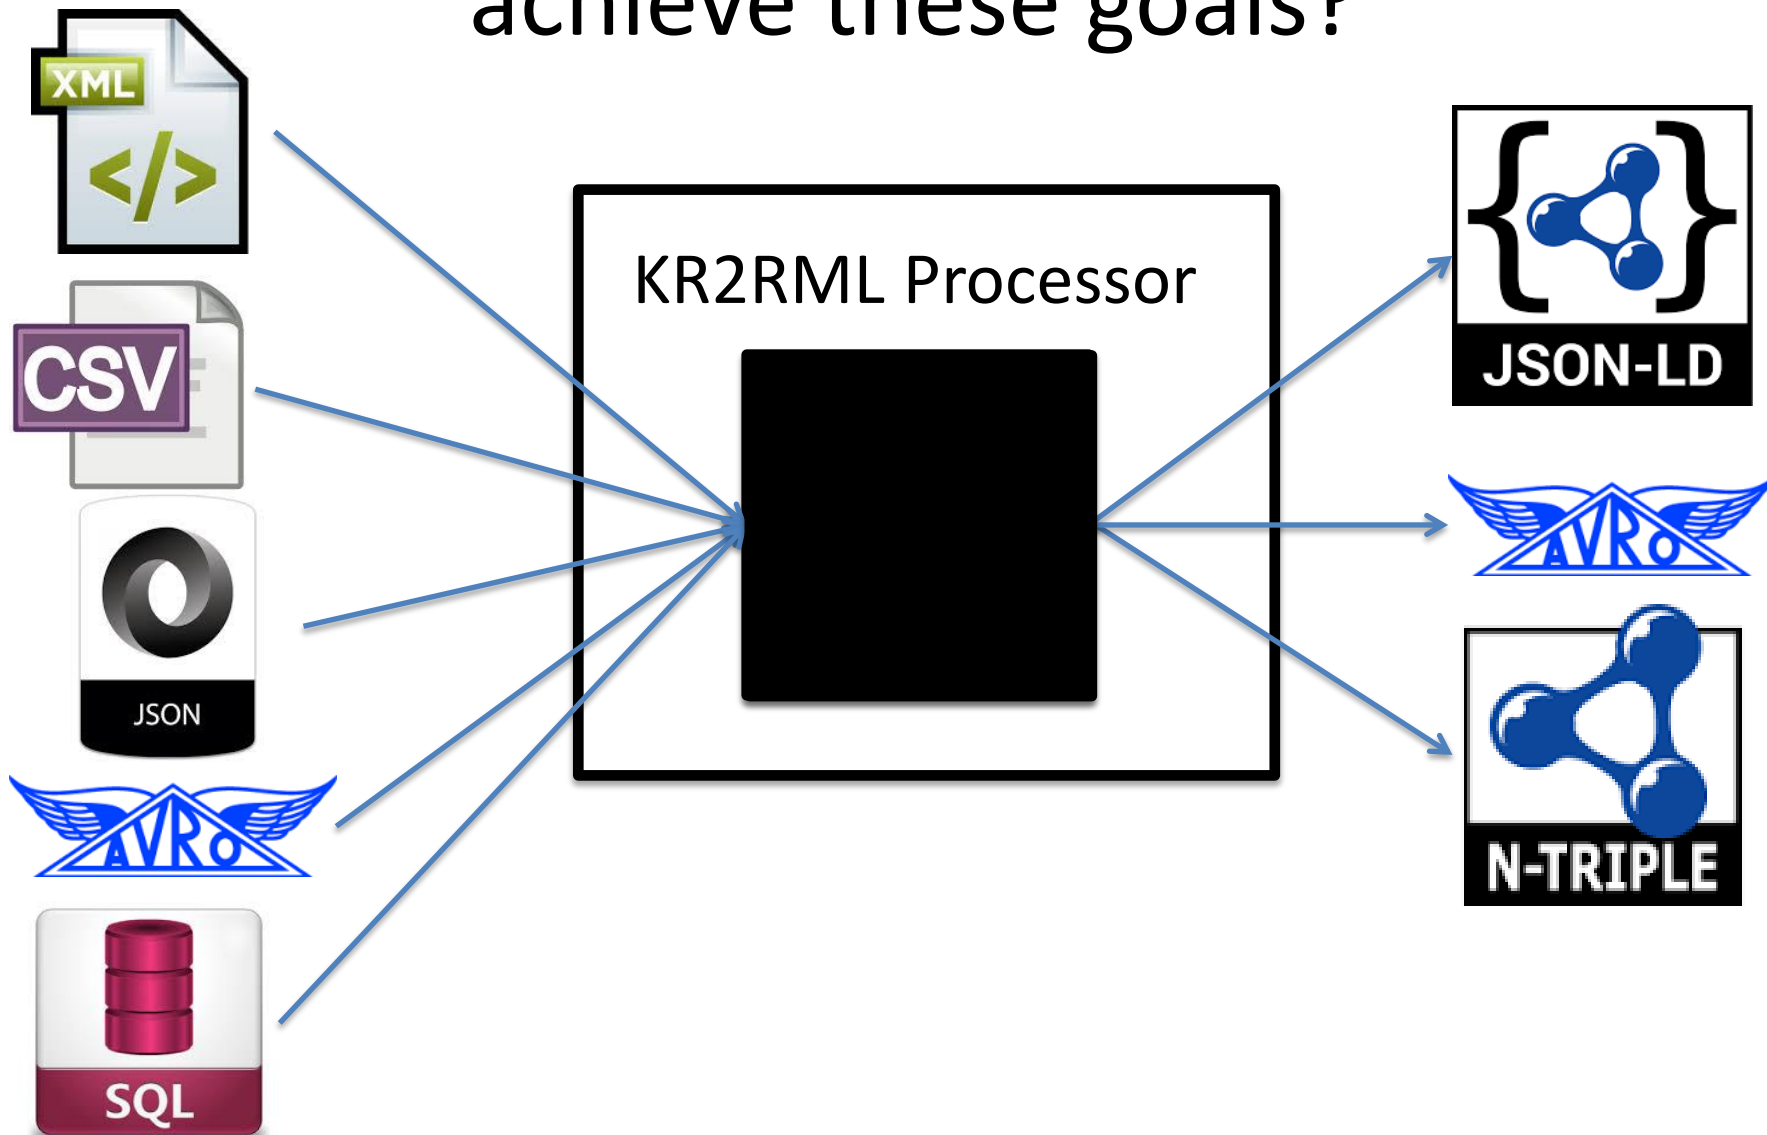 achieve these goals?
XML
</>
CSV
JSON
AVRO
SQL
KR2RML Processor
{ }
JSON-LD
AVRO
N-TRIPLE